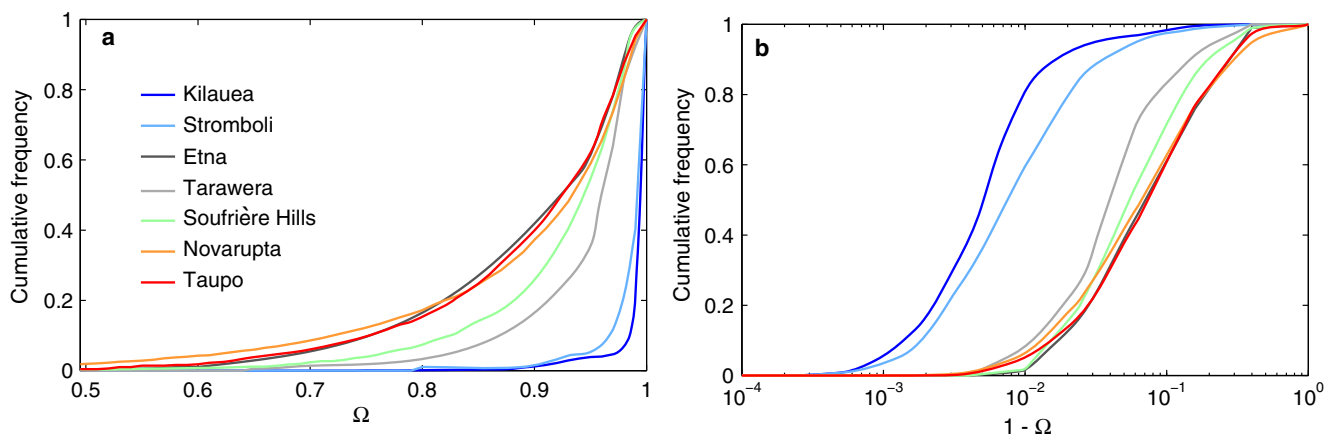 a
Cumulative frequency
1
0.8
0.6
0.4
0.2
0
Kilauea
Stromboli
Etna
Tarawera
Soufrière Hills
Novarupta
Taupo
0.5 0.6 0.7 0.8 0.9 1
Ω
b
Cumulative frequency
1
0.8
0.6
0.4
0.2
0
10⁻⁴ 10⁻³ 10⁻² 10⁻¹ 10⁰
1 - Ω